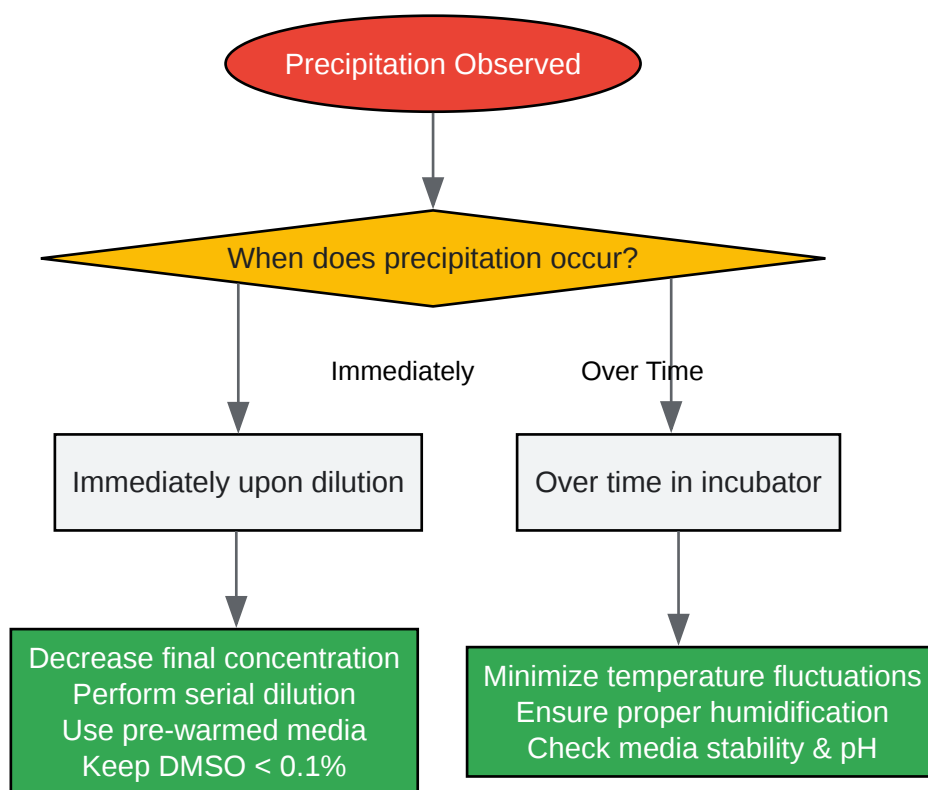 Precipitation Observed
When does precipitation occur?
Immediately
Over Time
Immediately upon dilution
Over time in incubator
Decrease final concentration
Perform serial dilution
Use pre-warmed media
Keep DMSO < 0.1%
Minimize temperature fluctuations
Ensure proper humidification
Check media stability & pH